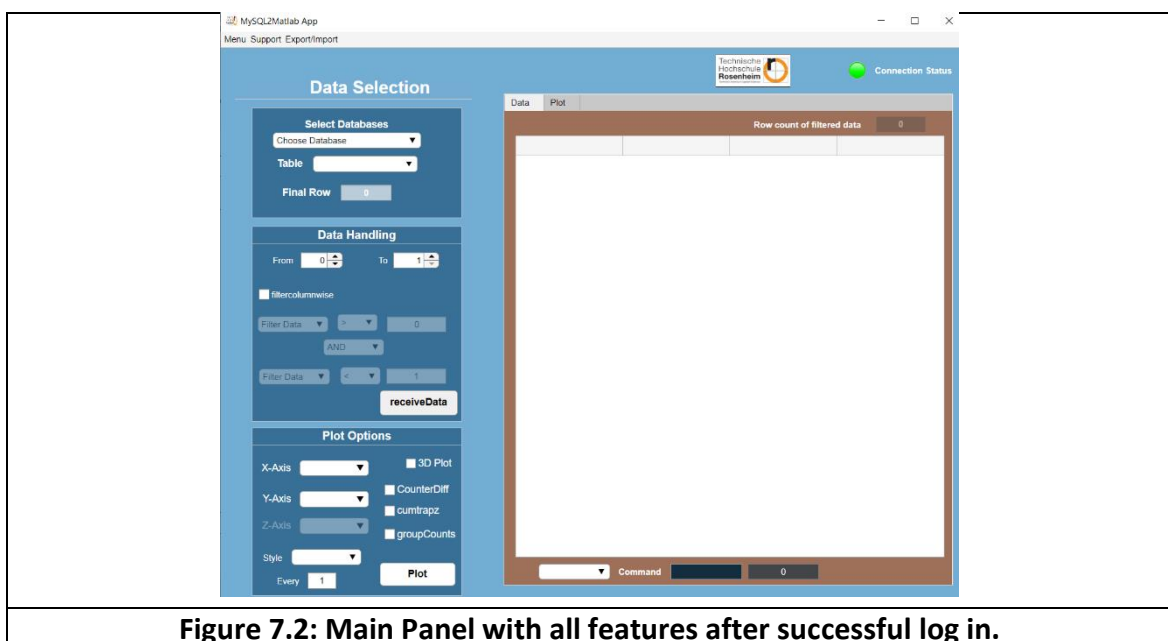 MySQL2Matlab App
Menu Support Export/Import
Technische
Hochschule
Rosenheim
Connection Status
Data Selection
Data Plot
Select Databases
Choose Database
Table
Final Row 0
Row count of filtered data 0
Data Handling
From 0 To 1
filtercolumnwise
Filter Data > 0
AND
Filter Data < 1
receiveData
Plot Options
X-Axis 3D Plot
Y-Axis CounterDiff
cumtrapz
Z-Axis
groupCounts
Style
Every 1 Plot
Command 0
Figure 7.2: Main Panel with all features after successful log in.